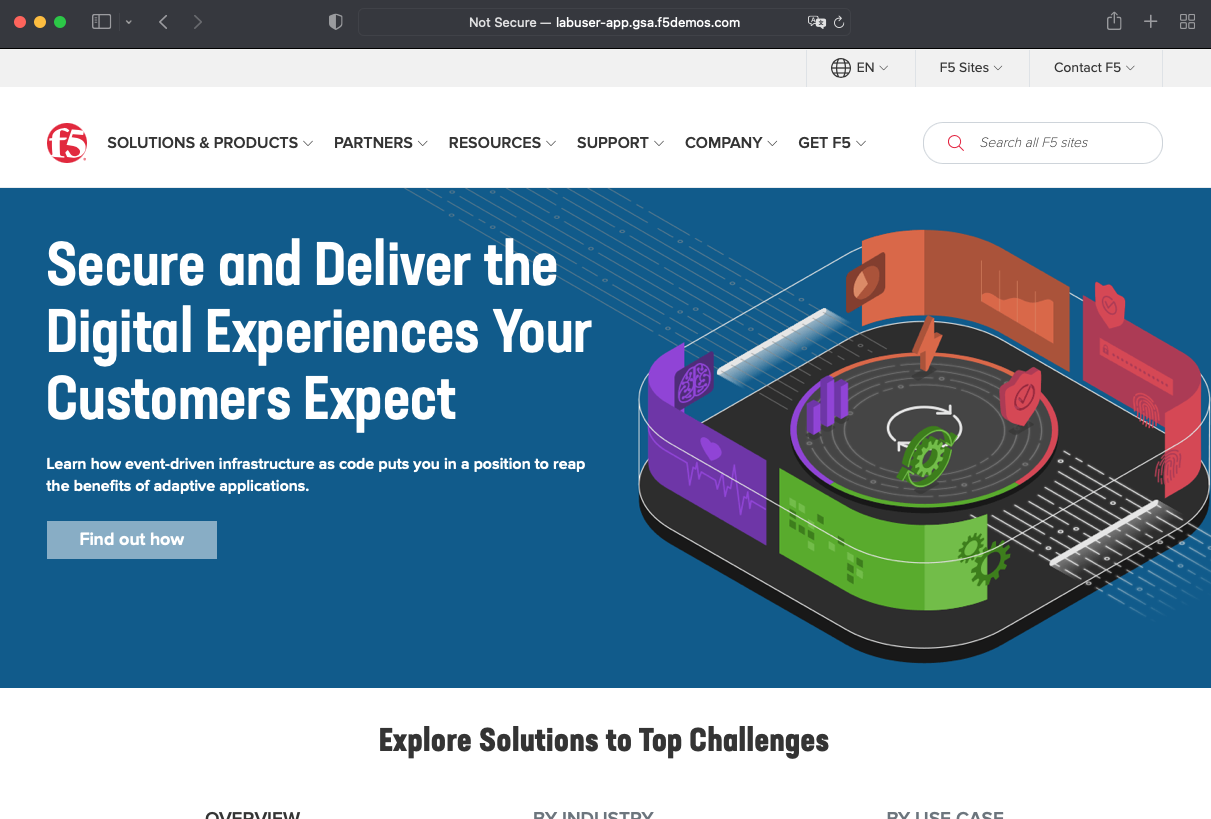 Not Secure — labuser-app.gsa.f5demos.com
EN
F5 Sites
Contact F5
f5
SOLUTIONS & PRODUCTS
PARTNERS
RESOURCES
SUPPORT
COMPANY
GET F5
Search all F5 sites
Secure and Deliver the
Digital Experiences Your
Customers Expect
Learn how event-driven infrastructure as code puts you in a position to reap
the benefits of adaptive applications.
Find out how
Explore Solutions to Top Challenges
OVERVIEW
BY INDUSTRY
BY USE CASE